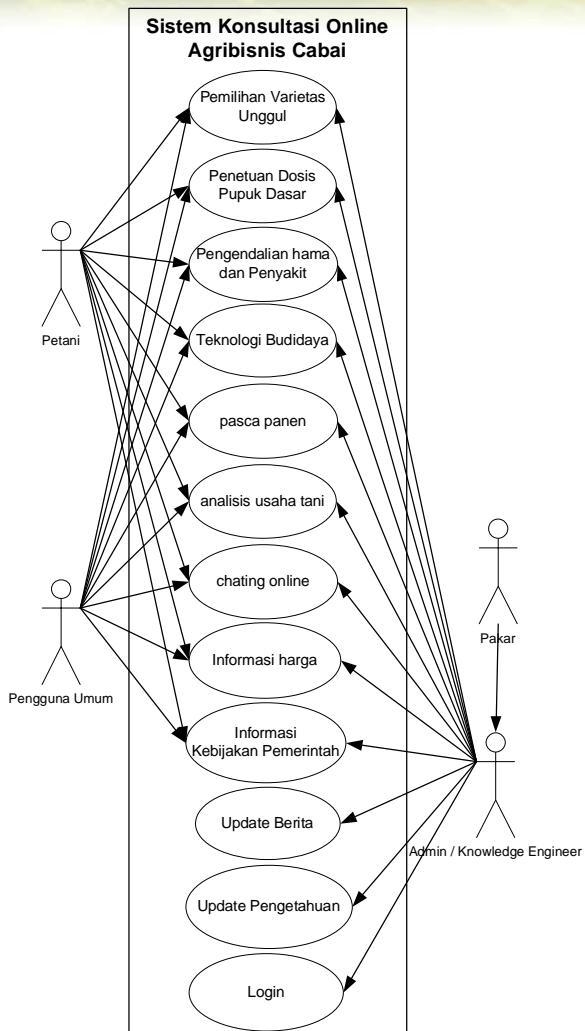 Sistem Konsultasi Online
Agribisnis Cabai
Pemilihan Varietas
Unggul
Penetuan Dosis
Pupuk Dasar
Pengendalian hama
dan Penyakit
Petani
Teknologi Budidaya
pasca panen
analisis usaha tani
chating online
Pakar
Pengguna Umum
Informasi harga
Informasi
Kebijakan Pemerintah
Update Berita
Admin / Knowledge Engineer
Update Pengetahuan
Login